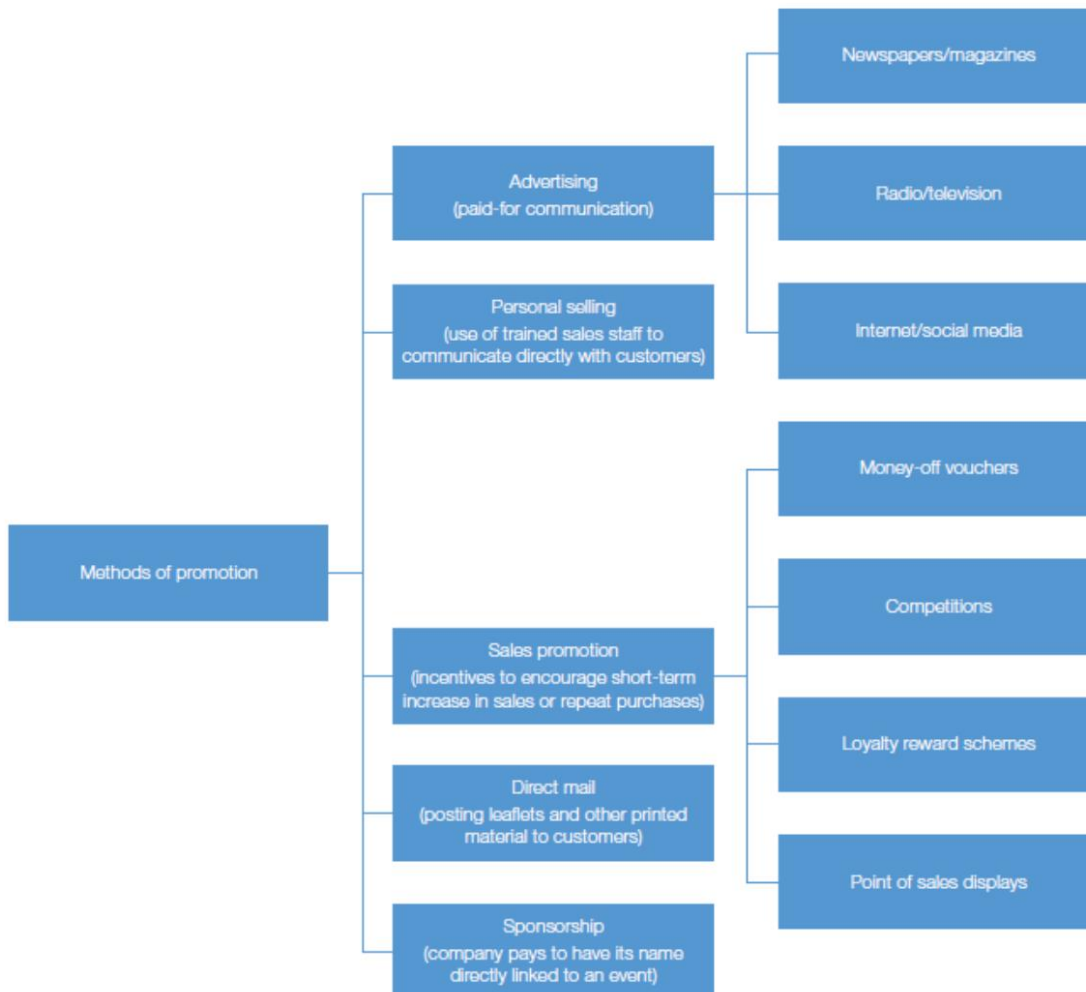 Methods of promotion
Advertising
(paid-for communication)
Newspapers/magazines
Radio/television
Internet/social media
Personal selling
(use of trained sales staff to
communicate directly with customers)
Sales promotion
(incentives to encourage short-term
increase in sales or repeat purchases)
Money-off vouchers
Competitions
Loyalty reward schemes
Point of sales displays
Direct mail
(posting leaflets and other printed
material to customers)
Sponsorship
(company pays to have its name
directly linked to an event)